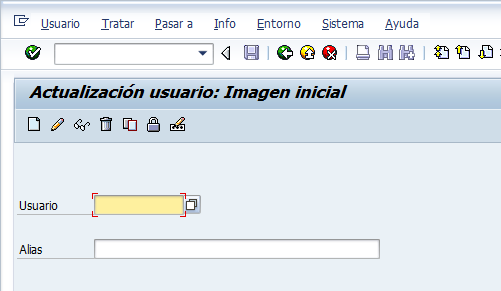 Usuario Tratar Pasar a Info Entorno Sistema Ayuda
Actualización usuario: Imagen inicial
Usuario
Alias